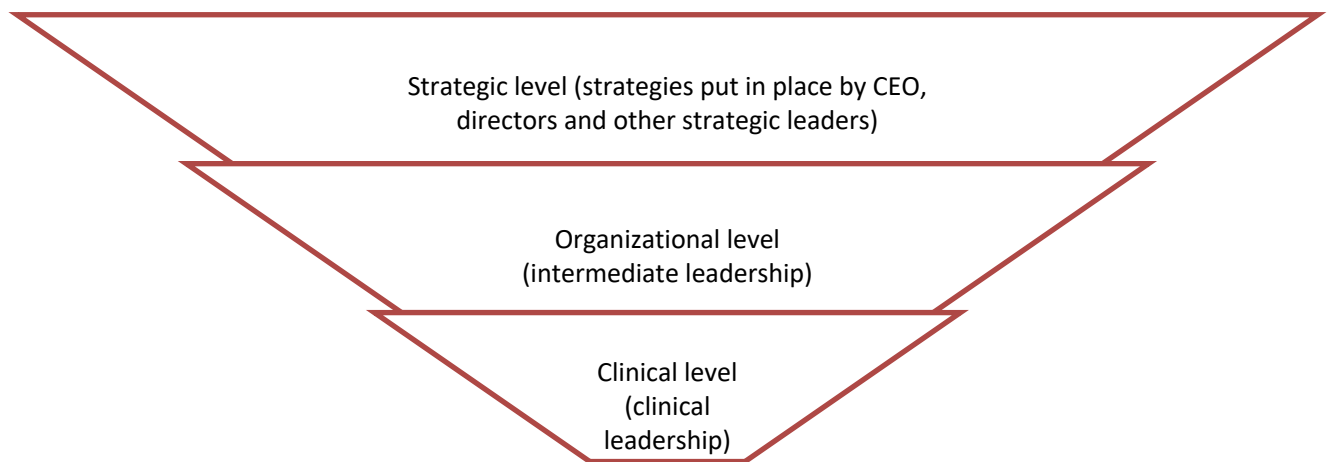 Strategic level (strategies put in place by CEO,
directors and other strategic leaders)
Organizational level
(intermediate leadership)
Clinical level
(clinical
leadership)